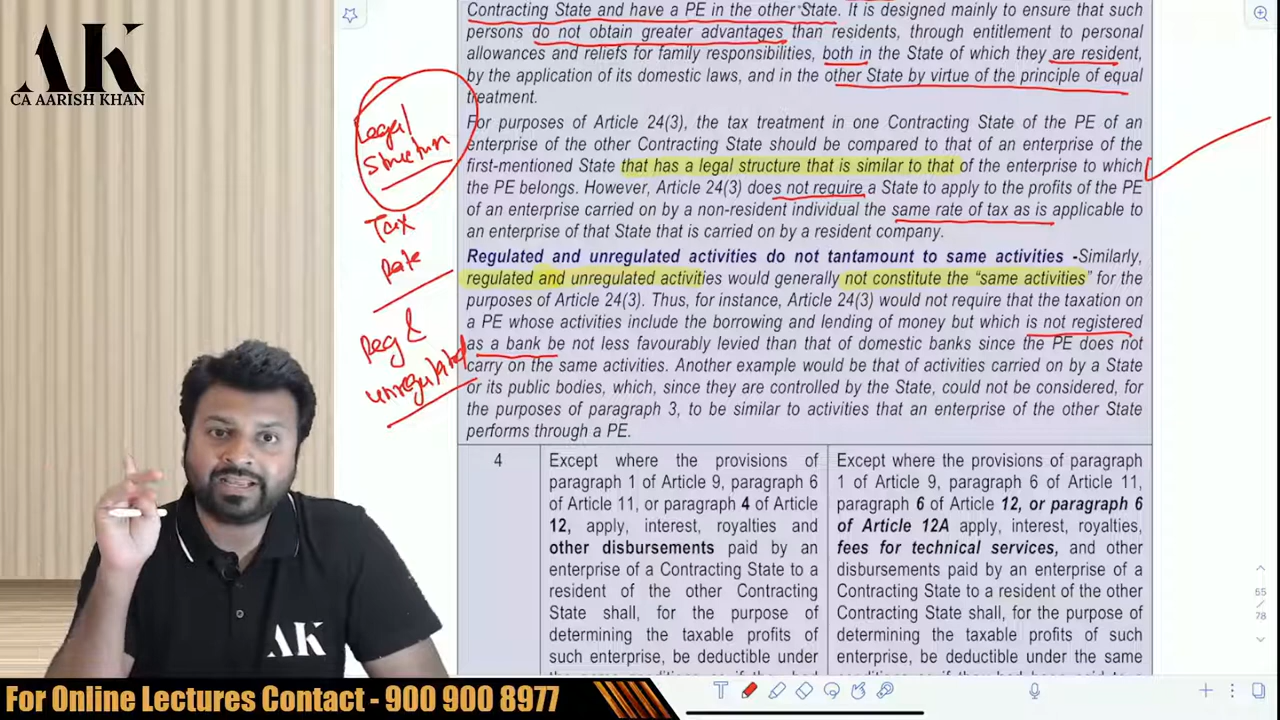 AK
CA AARISH KHAN
Contracting State and have a PE in the other State. It is designed mainly to ensure that such
persons do not obtain greater advantages than residents, through entitlement to personal
allowances and reliefs for family responsibilities, both in the State of which they are resident,
by the application of its domestic laws, and in the other State by virtue of the principle of equal
treatment.
For purposes of Article 24(3), the tax treatment in one Contracting State of the PE of an
enterprise of the other Contracting State should be compared to that of an enterprise of the
first-mentioned State that has a legal structure that is similar to that of the enterprise to which
the PE belongs. However, Article 24(3) does not require a State to apply to the profits of the PE
of an enterprise carried on by a non-resident individual the same rate of tax as is applicable to
an enterprise of that State that is carried on by a resident company.
Regulated and unregulated activities do not tantamount to same activities -Similarly,
regulated and unregulated activities would generally not constitute the “same activities” for the
purposes of Article 24(3). Thus, for instance, Article 24(3) would not require that the taxation on
a PE whose activities include the borrowing and lending of money but which is not registered
as a bank be not less favourably levied than that of domestic banks since the PE does not
carry on the same activities. Another example would be that of activities carried on by a State
or its public bodies, which, since they are controlled by the State, could not be considered, for
the purposes of paragraph 3, to be similar to activities that an enterprise of the other State
performs through a PE.
Legal
Structure
Tax
Rate
Reg &
unregulated
4
Except where the provisions of
paragraph 1 of Article 9, paragraph 6
of Article 11, or paragraph 4 of Article
12, apply, interest, royalties and
other disbursements paid by an
enterprise of a Contracting State to a
resident of the other Contracting
State shall, for the purpose of
determining the taxable profits of
such enterprise, be deductible under
Except where the provisions of paragraph
1 of Article 9, paragraph 6 of Article 11,
paragraph 6 of Article 12, or paragraph 6
of Article 12A apply, interest, royalties,
fees for technical services, and other
disbursements paid by an enterprise of a
Contracting State to a resident of the other
Contracting State shall, for the purpose of
determining the taxable profits of such
enterprise, be deductible under the same
55
/
78
AK
For Online Lectures Contact - 900 900 8977
T